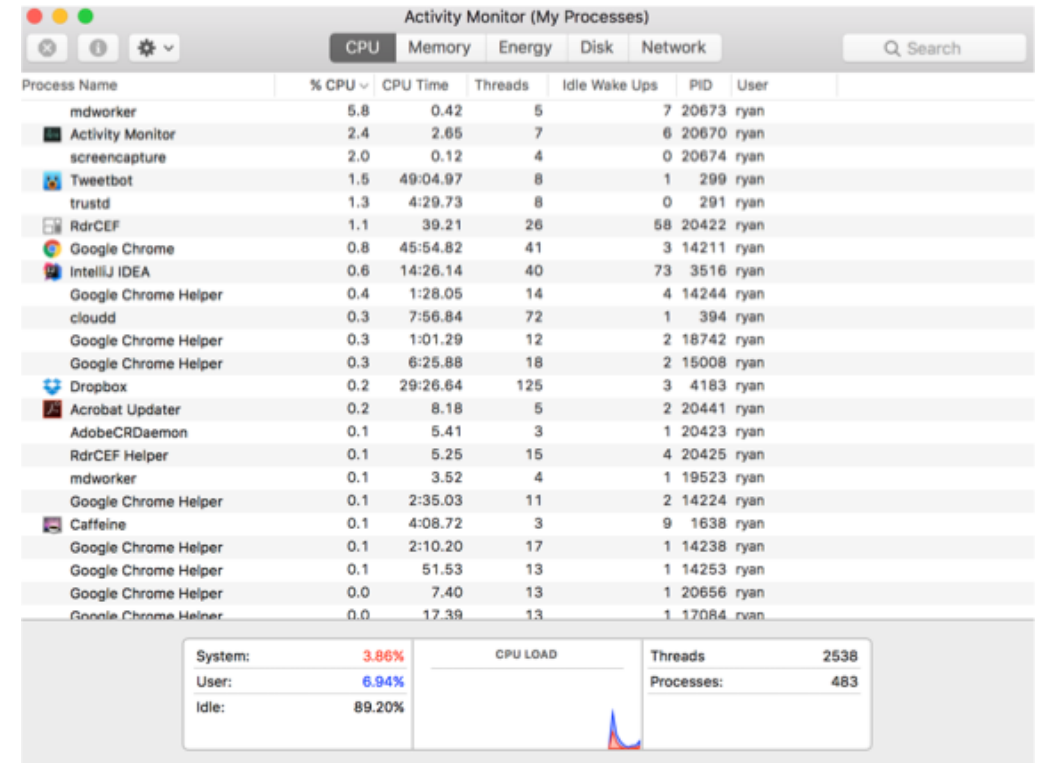 Activity Monitor (My Processes)
CPU Memory Energy Disk Network Search
Process Name % CPU CPU Time Threads Idle Wake Ups PID User
mdworker 5.8 0.42 5 7 20673 ryan
Activity Monitor 2.4 2.65 7 6 20670 ryan
screencapture 2.0 0.12 4 0 20674 ryan
Tweetbot 1.5 49:04.97 8 1 299 ryan
trustd 1.3 4:29.73 8 0 291 ryan
RdrCEF 1.1 39.21 26 58 20422 ryan
Google Chrome 0.8 45:54.82 41 3 14211 ryan
IntelliJ IDEA 0.6 14:26.14 40 73 3516 ryan
Google Chrome Helper 0.4 1:28.05 14 4 14244 ryan
cloudd 0.3 7:56.84 72 1 394 ryan
Google Chrome Helper 0.3 1:01.29 12 2 18742 ryan
Google Chrome Helper 0.3 6:25.88 18 2 15008 ryan
Dropbox 0.2 29:26.64 125 3 4183 ryan
Acrobat Updater 0.2 8.18 5 2 20441 ryan
AdobeCRDaemon 0.1 5.41 3 1 20423 ryan
RdrCEF Helper 0.1 5.25 15 4 20425 ryan
mdworker 0.1 3.52 4 1 19523 ryan
Google Chrome Helper 0.1 2:35.03 11 2 14224 ryan
Caffeine 0.1 4:08.72 3 9 1638 ryan
Google Chrome Helper 0.1 2:10.20 17 1 14238 ryan
Google Chrome Helper 0.1 51.53 13 1 14253 ryan
Google Chrome Helper 0.0 7.40 13 1 20656 ryan
Google Chrome Helper 0.0 17.39 13 1 17084 ryan
System: 3.86% CPU LOAD Threads 2538
User: 6.94% Processes: 483
Idle: 89.20%